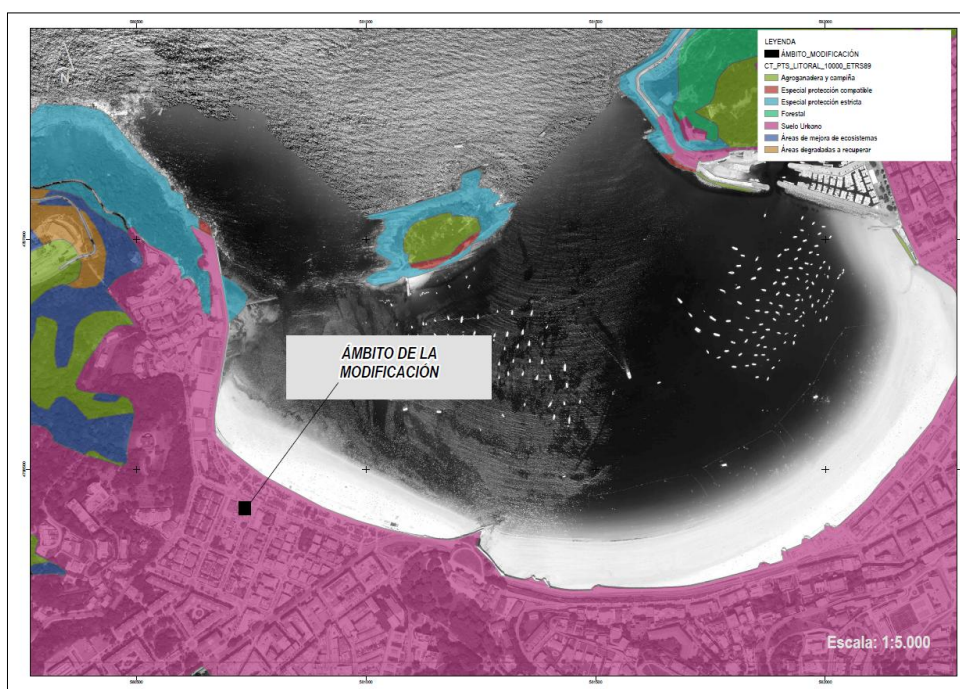 LEYENDA
ÁMBITO_MODIFICACIÓN
CT_PTS_LITORAL_10000_ETRS89
Agroganadera y campiña
Especial protección compatible
Especial protección estricta
Forestal
Suelo Urbano
Áreas de mejora de ecosistemas
Áreas degradadas a recuperar
N
ÁMBITO DE LA
MODIFICACIÓN
Escala: 1:5.000